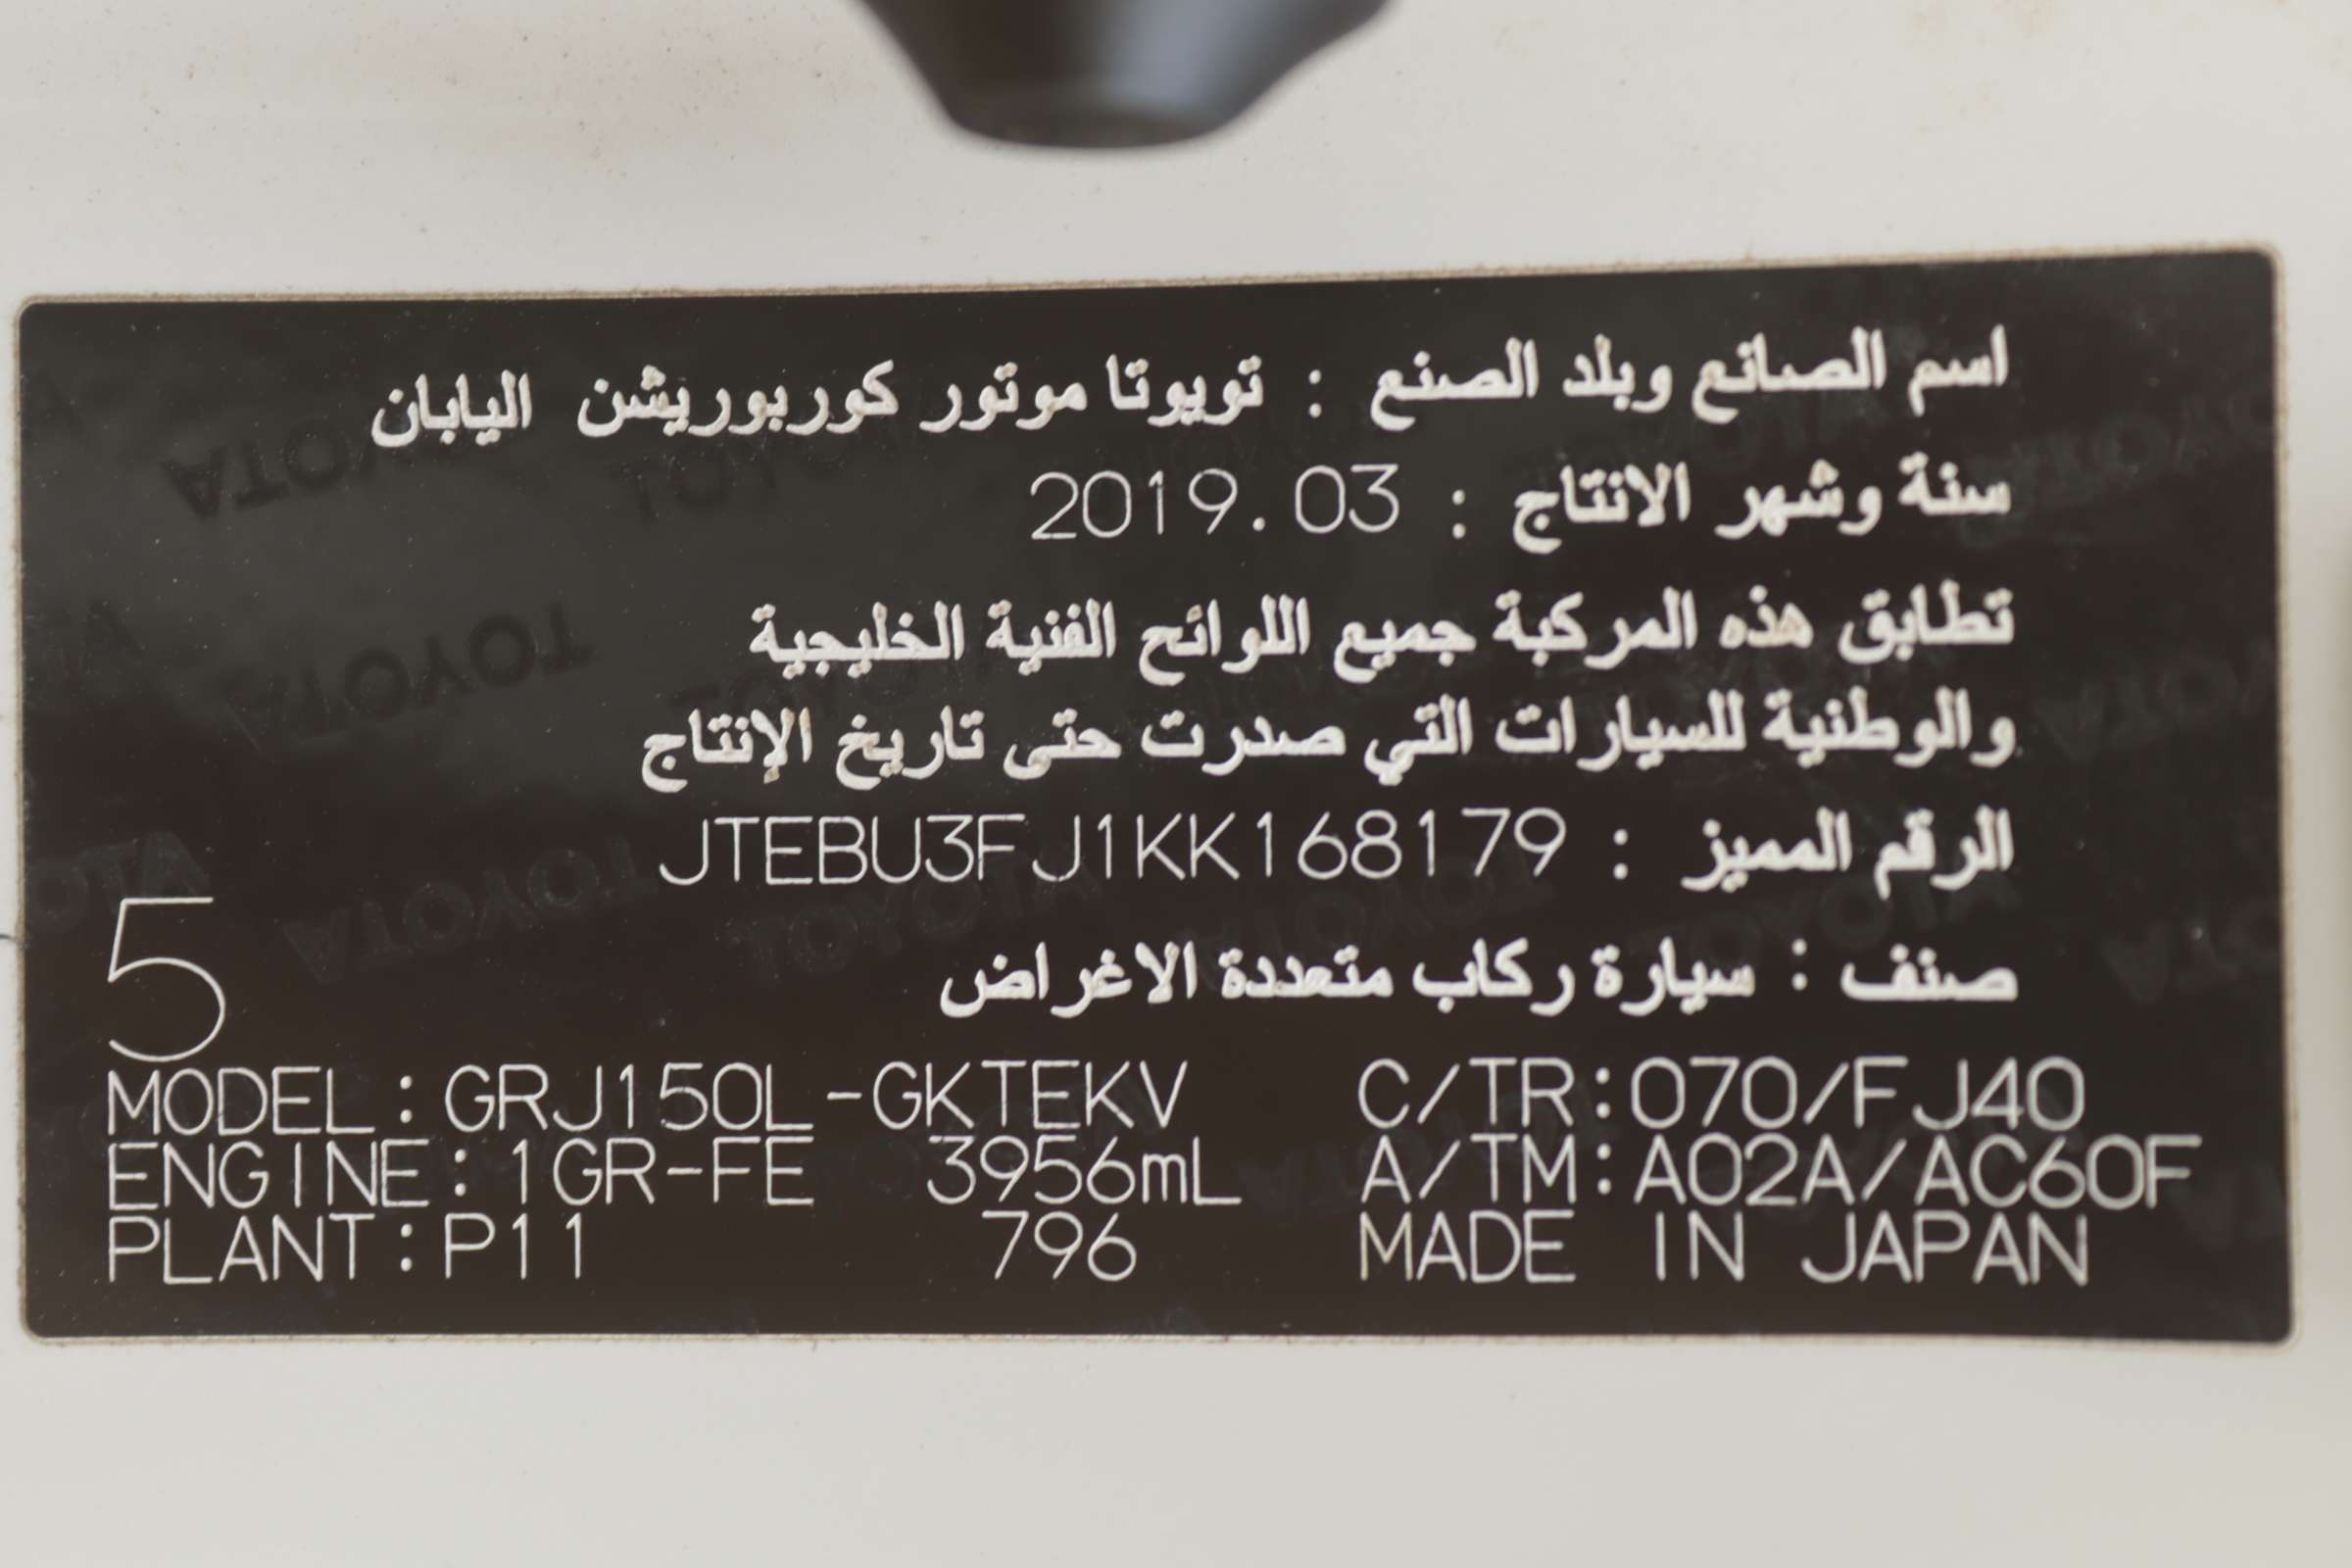 اسم الصانع وبلد الصنع : تويوتا موتور كوربوريشن اليابان
سنة وشهر الانتاج : 2019.03
تطابق هذه المركبة جميع اللوائح الفنية الخليجية
والوطنية للسيارات التي صدرت حتى تاريخ الإنتاج
الرقم المميز : JTEBU3FJ1KK168179
صنف : سيارة ركاب متعددة الاغراض
5
MODEL:GRJ150L-GKTEKV C/TR:070/FJ40
ENGINE:1GR-FE 3956mL A/TM:A02A/AC60F
PLANT:P11 796 MADE IN JAPAN